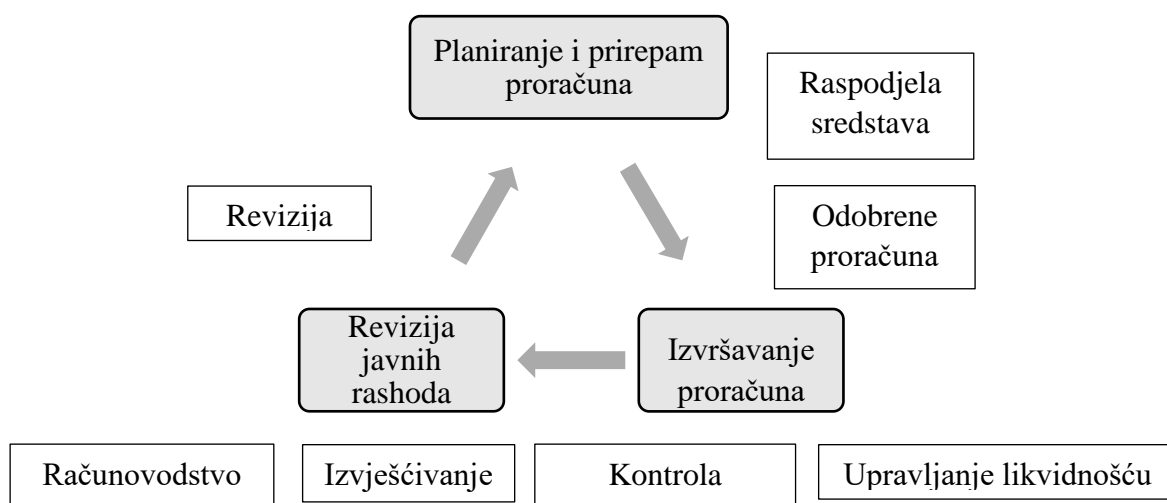 Planiranje i prirepam
proračuna
Raspodjela
sredstava
Revizija
Odobrene
proračuna
Revizija
javnih
rashoda
Izvršavanje
proračuna
Računovodstvo
Izvješćivanje
Kontrola
Upravljanje likvidnošću